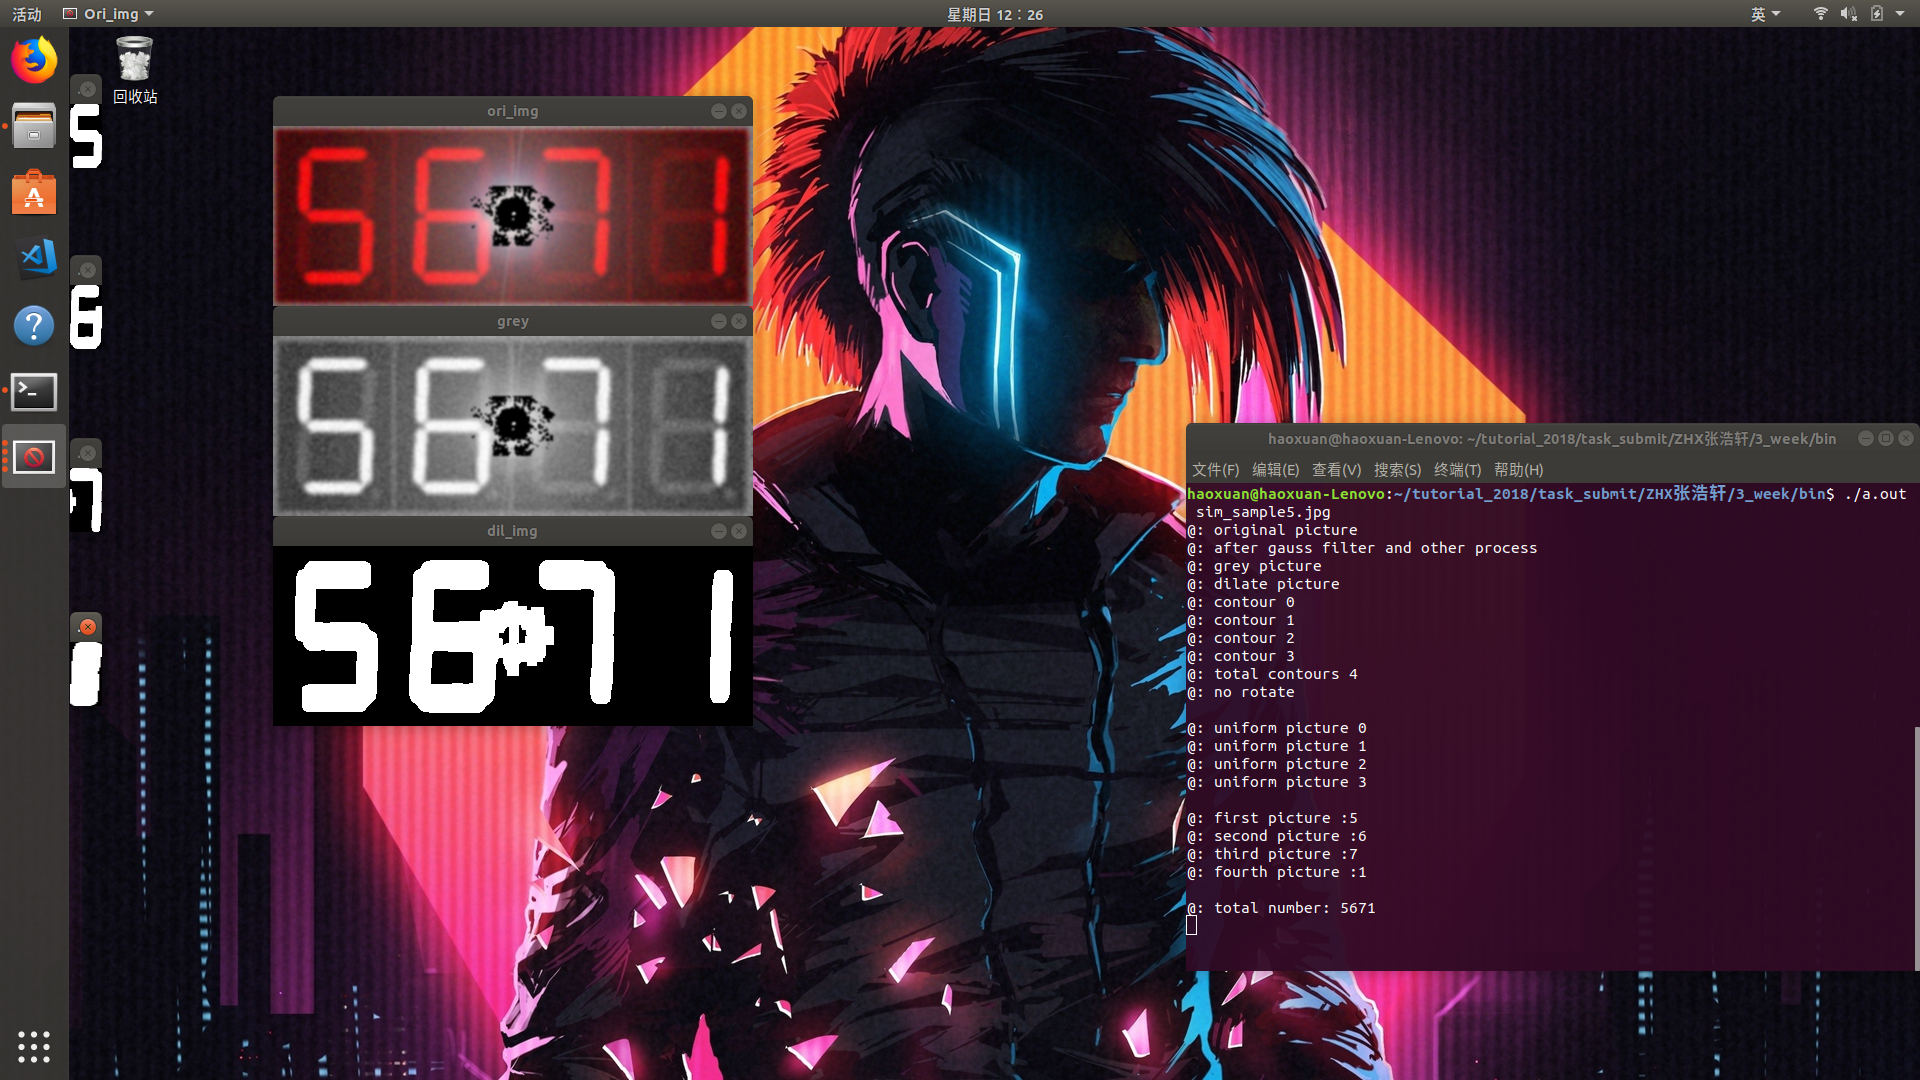 活动
Ori_img
星期日 12：26
英
回收站
5
6
7
1
ori_img
5671
grey
5671
dil_img
5671
haoxuan@haoxuan-Lenovo: ~/tutorial_2018/task_submit/ZHX张浩轩/3_week/bin
文件(F) 编辑(E) 查看(V) 搜索(S) 终端(T) 帮助(H)
haoxuan@haoxuan-Lenovo:~/tutorial_2018/task_submit/ZHX张浩轩/3_week/bin$ ./a.out
sim_sample5.jpg
@: original picture
@: after gauss filter and other process
@: grey picture
@: dilate picture
@: contour 0
@: contour 1
@: contour 2
@: contour 3
@: total contours 4
@: no rotate
@: uniform picture 0
@: uniform picture 1
@: uniform picture 2
@: uniform picture 3
@: first picture :5
@: second picture :6
@: third picture :7
@: fourth picture :1
@: total number: 5671